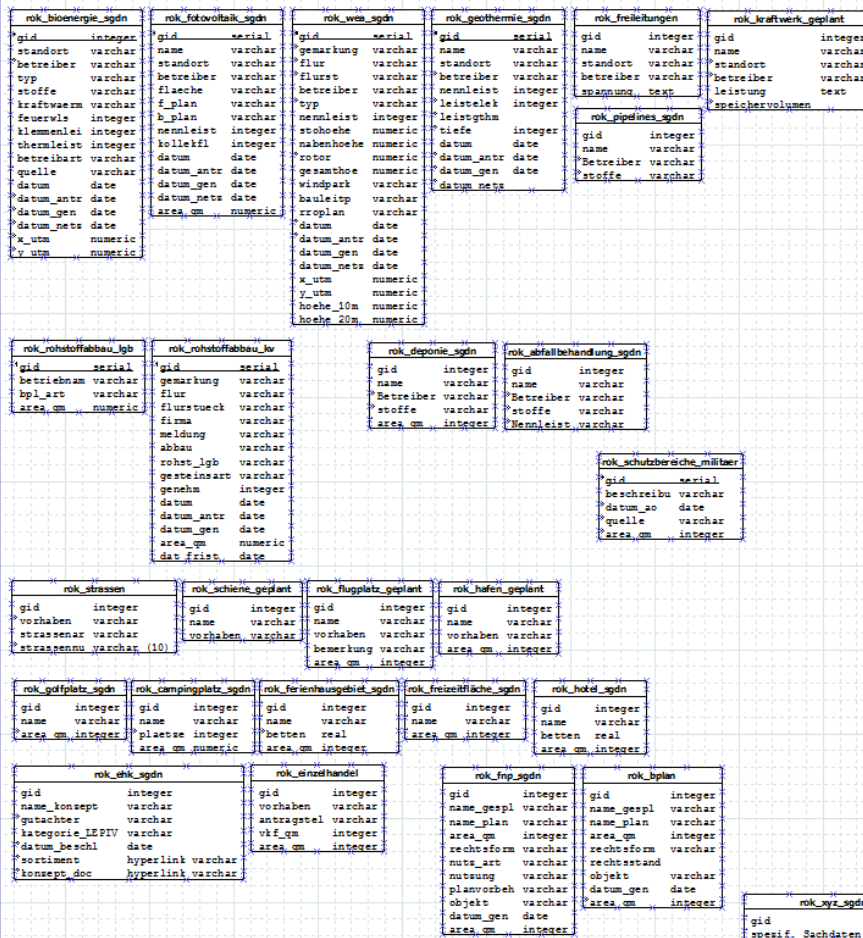 rok_bioenergie_sgdn
gid integer
standort varchar
betreiber varchar
typ varchar
stoffe varchar
kraftwaerm varchar
feuerwls integer
klemmenlei integer
thermleist integer
betreibart varchar
quelle varchar
datum date
datum_antr date
datum_gen date
datum_netz date
x_utm numeric
y_utm numeric
rok_fotovoltaik_sgdn
gid serial
name varchar
standort varchar
betreiber varchar
flaeche varchar
f_plan varchar
b_plan varchar
nennleist integer
kollekfl integer
datum date
datum_antr date
datum_gen date
datum_netz date
area_qm numeric
rok_wea_sgdn
gid serial
gemarkung varchar
flur varchar
flurst varchar
betreiber varchar
typ varchar
nennleist integer
stohoehe numeric
nabenhoehe numeric
rotor numeric
gesamthoe numeric
windpark varchar
bauleitp varchar
rroplan varchar
datum date
datum_antr date
datum_gen date
datum_netz date
x_utm numeric
y_utm numeric
hoehe_10m numeric
hoehe_20m numeric
rok_geothermie_sgdn
gid serial
name varchar
standort varchar
betreiber varchar
nennleist integer
leistelek integer
leistgthm
tiefe integer
datum date
datum_antr date
datum_gen date
datum_netz
rok_freileitungen
gid integer
name varchar
standort varchar
betreiber varchar
spannung text
rok_kraftwerk_geplant
gid integer
name varchar
standort varchar
betreiber varchar
leistung text
speichervolumen
rok_pipelines_sgdn
gid integer
name varchar
Betreiber varchar
stoffe varchar
rok_rohstoffabbau_lgb
gid serial
betriebnam varchar
bpl_art varchar
area_qm numeric
rok_rohstoffabbau_kv
gid serial
gemarkung varchar
flur varchar
flurstueck varchar
firma varchar
meldung varchar
abbau varchar
rohst_lgb varchar
gesteinsart varchar
genehm integer
datum date
datum_antr date
datum_gen date
area_qm numeric
dat_frist date
rok_deponie_sgdn
gid integer
name varchar
Betreiber varchar
stoffe varchar
area_qm integer
rok_abfallbehandlung_sgdn
gid integer
name varchar
Betreiber varchar
stoffe varchar
Nennleist varchar
rok_schutzbereiche_militaer
gid serial
beschreibu varchar
datum_ao date
quelle varchar
area_qm integer
rok_strassen
gid integer
vorhaben varchar
strassenar varchar
strassennu varchar (10)
rok_schiene_geplant
gid integer
name varchar
vorhaben varchar
rok_flugplatz_geplant
gid integer
name varchar
vorhaben varchar
bemerkung varchar
area_qm integer
rok_hafen_geplant
gid integer
name varchar
vorhaben varchar
area_qm integer
rok_golfplatz_sgdn
gid integer
name varchar
area_qm integer
rok_campingplatz_sgdn
gid integer
name varchar
plaetze integer
area_qm numeric
rok_ferienhausgebiet_sgdn
gid integer
name varchar
betten real
area_qm integer
rok_freizeitfläche_sgdn
gid integer
name varchar
area_qm integer
rok_hotel_sgdn
gid integer
name varchar
betten real
area_qm integer
rok_ehk_sgdn
gid integer
name_konzept varchar
gutachter varchar
kategorie_LEPIV varchar
datum_beschl date
sortiment hyperlink varchar
konzept_doc hyperlink varchar
rok_einzelhandel
gid integer
vorhaben varchar
antragstel varchar
vkf_qm integer
area_qm integer
rok_fnp_sgdn
gid integer
name_gespl varchar
name_plan varchar
area_qm integer
rechtsform varchar
nutz_art varchar
nutzung varchar
planvorbeh varchar
objekt varchar
datum_gen date
area_qm integer
rok_bplan
gid integer
name_gespl varchar
name_plan varchar
area_qm integer
rechtsform varchar
rechtsstand
objekt varchar
datum_gen date
area_qm integer
rok_xyz_sgdn
gid
spezif. Sachdaten